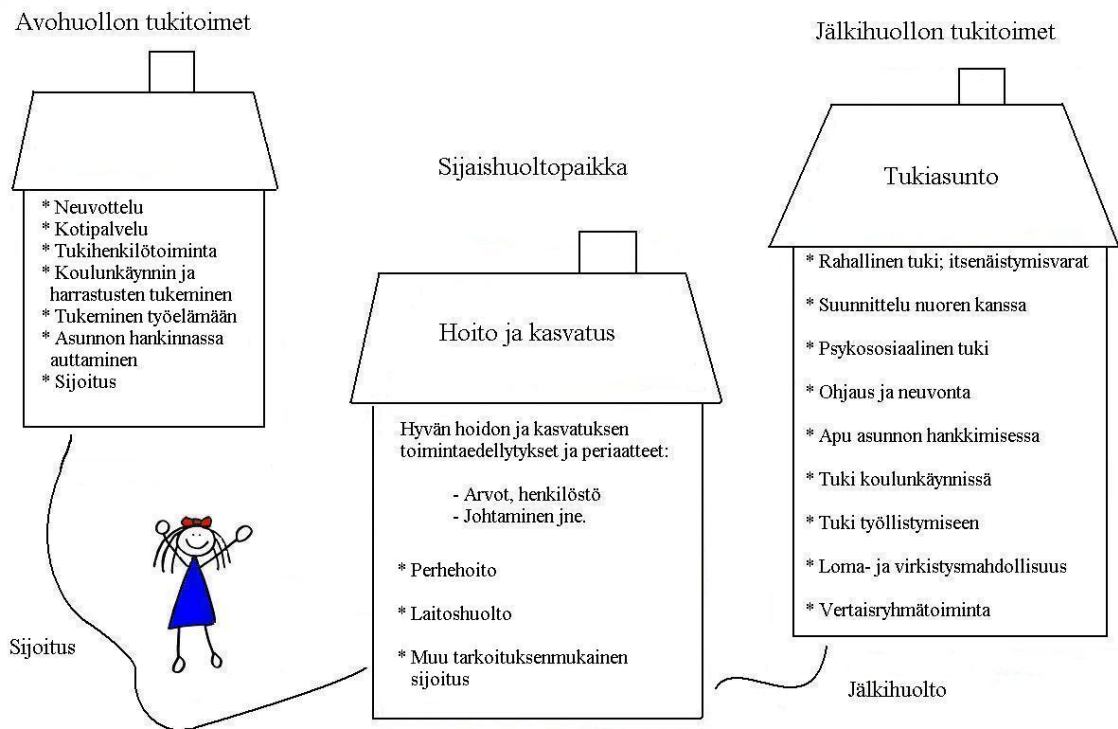 Avohuollon tukitoimet
* Neuvottelu
* Kotipalvelu
* Tukihenkilötoiminta
* Koulunkäynnin ja
harrastusten tukeminen
* Tukeminen työelämään
* Asunnon hankinnassa
auttaminen
* Sijoitus
Sijoitus
Sijaishuoltopaikka
Hoito ja kasvatus
Hyvän hoidon ja kasvatuksen
toimintaedellytykset ja periaatteet:
- Arvot, henkilöstö
- Johtaminen jne.
* Perhehoito
* Laitoshuolto
* Muu tarkoituksenmukainen
sijoitus
Jälkihuolto
Jälkihuollon tukitoimet
Tukiasunto
* Rahallinen tuki; itsenäistymisvarat
* Suunnittelu nuoren kanssa
* Psykososiaalinen tuki
* Ohjaus ja neuvonta
* Apu asunnon hankkimisessa
* Tuki koulunkäynnissä
* Tuki työllistymiseen
* Loma- ja virkistysmahdollisuus
* Vertaisryhmätoiminta